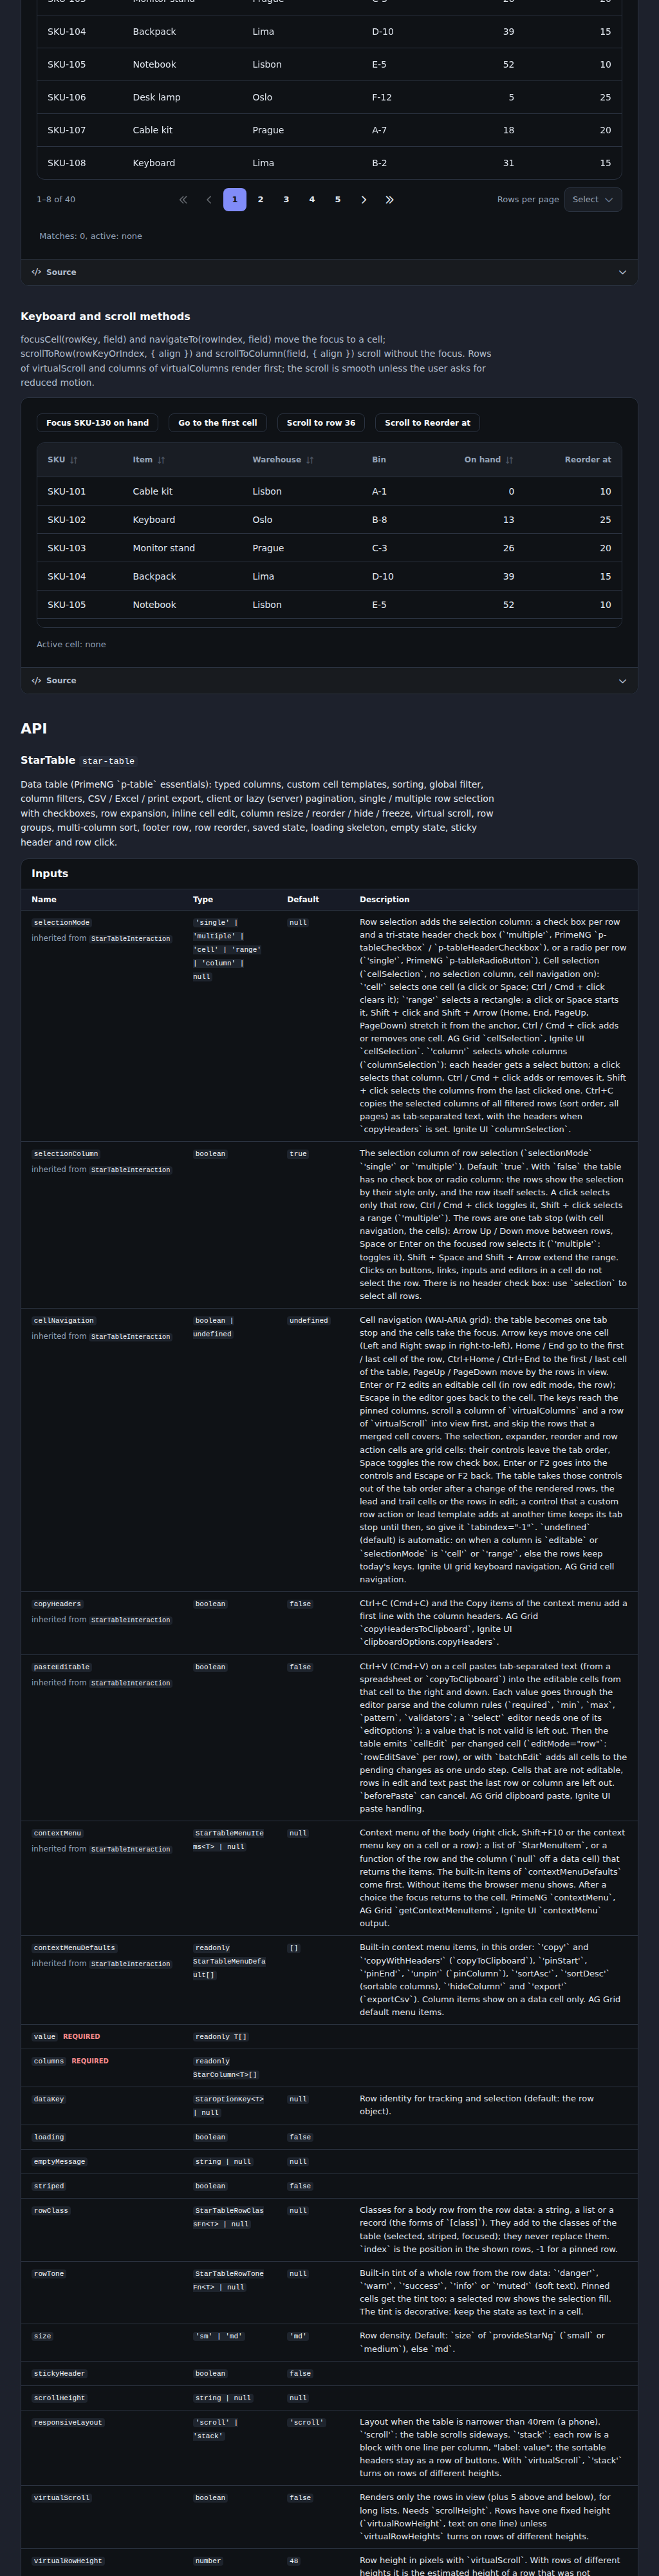 SKU-104 Backpack Lima D-10 39 15
SKU-105 Notebook Lisbon E-5 52 10
SKU-106 Desk lamp Oslo F-12 5 25
SKU-107 Cable kit Prague A-7 18 20
SKU-108 Keyboard Lima B-2 31 15
1–8 of 40 1 2 3 4 5 Rows per page Select
Matches: 0, active: none
Source
Keyboard and scroll methods
focusCell(rowKey, field) and navigateTo(rowIndex, field) move the focus to a cell;
scrollToRow(rowKeyOrIndex, { align }) and scrollToColumn(field, { align }) scroll without the focus. Rows
of virtualScroll and columns of virtualColumns render first; the scroll is smooth unless the user asks for
reduced motion.
Focus SKU-130 on hand Go to the first cell Scroll to row 36 Scroll to Reorder at
SKU Item Warehouse Bin On hand Reorder at
SKU-101 Cable kit Lisbon A-1 0 10
SKU-102 Keyboard Oslo B-8 13 25
SKU-103 Monitor stand Prague C-3 26 20
SKU-104 Backpack Lima D-10 39 15
SKU-105 Notebook Lisbon E-5 52 10
Active cell: none
Source
API
StarTable star-table
Data table (PrimeNG `p-table` essentials): typed columns, custom cell templates, sorting, global filter,
column filters, CSV / Excel / print export, client or lazy (server) pagination, single / multiple row selection
with checkboxes, row expansion, inline cell edit, column resize / reorder / hide / freeze, virtual scroll, row
groups, multi-column sort, footer row, row reorder, saved state, loading skeleton, empty state, sticky
header and row click.
Inputs
Name Type Default Description
selectionMode
inherited from StarTableInteraction
'single' |
'multiple' |
'cell' | 'range'
| 'column' |
null
null
Row selection adds the selection column: a check box per row
and a tri-state header check box (`'multiple'`, PrimeNG `p-
tableCheckbox` / `p-tableHeaderCheckbox`), or a radio per row
(`'single'`, PrimeNG `p-tableRadioButton`). Cell selection
(`cellSelection`, no selection column, cell navigation on):
`'cell'` selects one cell (a click or Space; Ctrl / Cmd + click
clears it); `'range'` selects a rectangle: a click or Space starts
it, Shift + click and Shift + Arrow (Home, End, PageUp,
PageDown) stretch it from the anchor, Ctrl / Cmd + click adds
or removes one cell. AG Grid `cellSelection`, Ignite UI
`cellSelection`. `'column'` selects whole columns
(`columnSelection`): each header gets a select button; a click
selects that column, Ctrl / Cmd + click adds or removes it, Shift
+ click selects the columns from the last clicked one. Ctrl+C
copies the selected columns of all filtered rows (sort order, all
pages) as tab-separated text, with the headers when
`copyHeaders` is set. Ignite UI `columnSelection`.
selectionColumn
inherited from StarTableInteraction
boolean
true
The selection column of row selection (`selectionMode`
`'single'` or `'multiple'`). Default `true`. With `false` the table
has no check box or radio column: the rows show the selection
by their style only, and the row itself selects. A click selects
only that row, Ctrl / Cmd + click toggles it, Shift + click selects
a range (`'multiple'`). The rows are one tab stop (with cell
navigation, the cells): Arrow Up / Down move between rows,
Space or Enter on the focused row selects it (`'multiple'`:
toggles it), Shift + Space and Shift + Arrow extend the range.
Clicks on buttons, links, inputs and editors in a cell do not
select the row. There is no header check box: use `selection` to
select all rows.
cellNavigation
inherited from StarTableInteraction
boolean |
undefined
undefined
Cell navigation (WAI-ARIA grid): the table becomes one tab
stop and the cells take the focus. Arrow keys move one cell
(Left and Right swap in right-to-left), Home / End go to the first
/ last cell of the row, Ctrl+Home / Ctrl+End to the first / last cell
of the table, PageUp / PageDown move by the rows in view.
Enter or F2 edits an editable cell (in row edit mode, the row);
Escape in the editor goes back to the cell. The keys reach the
pinned columns, scroll a column of `virtualColumns` and a row
of `virtualScroll` into view first, and skip the rows that a
merged cell covers. The selection, expander, reorder and row
action cells are grid cells: their controls leave the tab order,
Space toggles the row check box, Enter or F2 goes into the
controls and Escape or F2 back. The table takes those controls
out of the tab order after a change of the rendered rows, the
lead and trail cells or the rows in edit; a control that a custom
row action or lead template adds at another time keeps its tab
stop until then, so give it `tabindex="-1"`. `undefined`
(default) is automatic: on when a column is `editable` or
`selectionMode` is `'cell'` or `'range'`, else the rows keep
today's keys. Ignite UI grid keyboard navigation, AG Grid cell
navigation.
copyHeaders
inherited from StarTableInteraction
boolean
false
Ctrl+C (Cmd+C) and the Copy items of the context menu add a
first line with the column headers. AG Grid
`copyHeadersToClipboard`, Ignite UI
`clipboardOptions.copyHeaders`.
pasteEditable
inherited from StarTableInteraction
boolean
false
Ctrl+V (Cmd+V) on a cell pastes tab-separated text (from a
spreadsheet or `copyToClipboard`) into the editable cells from
that cell to the right and down. Each value goes through the
editor parse and the column rules (`required`, `min`, `max`,
`pattern`, `validators`; a `'select'` editor needs one of its
`editOptions`): a value that is not valid is left out. Then the
table emits `cellEdit` per changed cell (`editMode="row"`:
`rowEditSave` per row), or with `batchEdit` adds all cells to the
pending changes as one undo step. Cells that are not editable,
rows in edit and text past the last row or column are left out.
`beforePaste` can cancel. AG Grid clipboard paste, Ignite UI
paste handling.
contextMenu
inherited from StarTableInteraction
StarTableMenuIte
ms<T> | null
null
Context menu of the body (right click, Shift+F10 or the context
menu key on a cell or a row): a list of `StarMenuItem`, or a
function of the row and the column (`null` off a data cell) that
returns the items. The built-in items of `contextMenuDefaults`
come first. Without items the browser menu shows. After a
choice the focus returns to the cell. PrimeNG `contextMenu`,
AG Grid `getContextMenuItems`, Ignite UI `contextMenu`
output.
contextMenuDefaults
inherited from StarTableInteraction
readonly
StarTableMenuDefa
ult[]
[]
Built-in context menu items, in this order: `'copy'` and
`'copyWithHeaders'` (`copyToClipboard`), `'pinStart'`,
`'pinEnd'`, `'unpin'` (`pinColumn`), `'sortAsc'`, `'sortDesc'`
(sortable columns), `'hideColumn'` and `'export'`
(`exportCsv`). Column items show on a data cell only. AG Grid
default menu items.
value REQUIRED readonly T[]
columns REQUIRED readonly
StarColumn<T>[]
dataKey
StarOptionKey<T>
| null
null
Row identity for tracking and selection (default: the row
object).
loading boolean false
emptyMessage string | null null
striped boolean false
rowClass
StarTableRowClas
sFn<T> | null
null
Classes for a body row from the row data: a string, a list or a
record (the forms of `[class]`). They add to the classes of the
table (selected, striped, focused); they never replace them.
`index` is the position in the shown rows, -1 for a pinned row.
rowTone
StarTableRowTone
Fn<T> | null
null
Built-in tint of a whole row from the row data: `'danger'`,
`'warn'`, `'success'`, `'info'` or `'muted'` (soft text). Pinned
cells get the tint too; a selected row shows the selection fill.
The tint is decorative: keep the state as text in a cell.
size
'sm' | 'md'
'md'
Row density. Default: `size` of `provideStarNg` (`small` or
`medium`), else `md`.
stickyHeader boolean false
scrollHeight string | null null
responsiveLayout
'scroll' |
'stack'
'scroll'
Layout when the table is narrower than 40rem (a phone).
`'scroll'`: the table scrolls sideways. `'stack'`: each row is a
block with one line per column, "label: value"; the sortable
headers stay as a row of buttons. With `virtualScroll`, `'stack'`
turns on rows of different heights.
virtualScroll
boolean
false
Renders only the rows in view (plus 5 above and below), for
long lists. Needs `scrollHeight`. Rows have one fixed height
(`virtualRowHeight`, text on one line) unless
`virtualRowHeights` turns on rows of different heights.
virtualRowHeight
number
48
Row height in pixels with `virtualScroll`. With rows of different
heights it is the estimated height of a row that was not